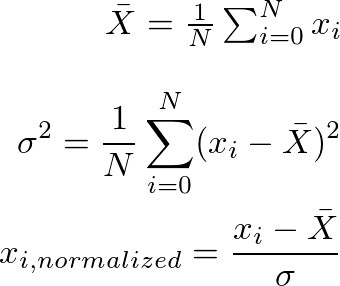 X̄ = 1/N ∑_{i=0}^{N} x_i
σ² = 1/N ∑_{i=0}^{N} (x_i − X̄)²
x_{i,normalized} = (x_i − X̄)/σ